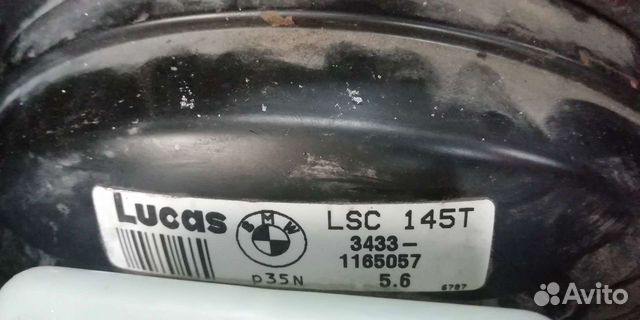 Lucas
BMW
LSC 145T
3433-
1165057
p35N
5.6
6787
Avito